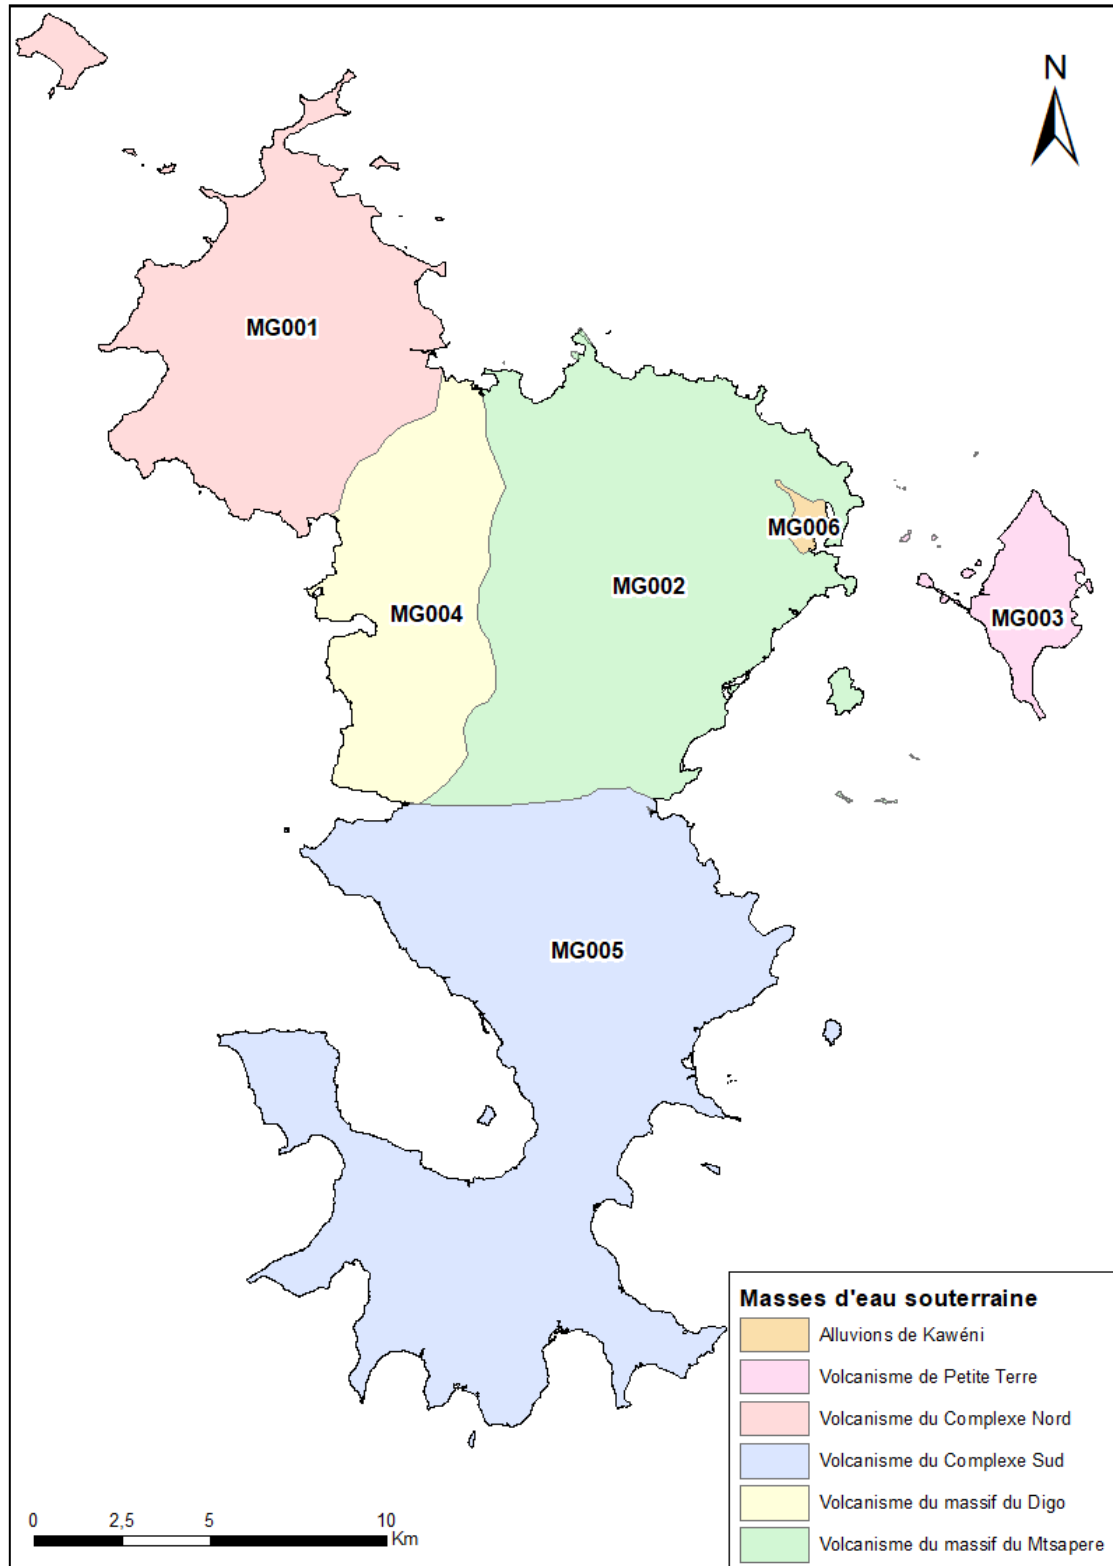 N
MG001
MG006
MG002
MG004
MG003
MG005
Masses d'eau souterraine
Alluvions de Kawéni
Volcanisme de Petite Terre
Volcanisme du Complexe Nord
Volcanisme du Complexe Sud
Volcanisme du massif du Digo
Volcanisme du massif du Mtsapere
0 2,5 5 10
Km